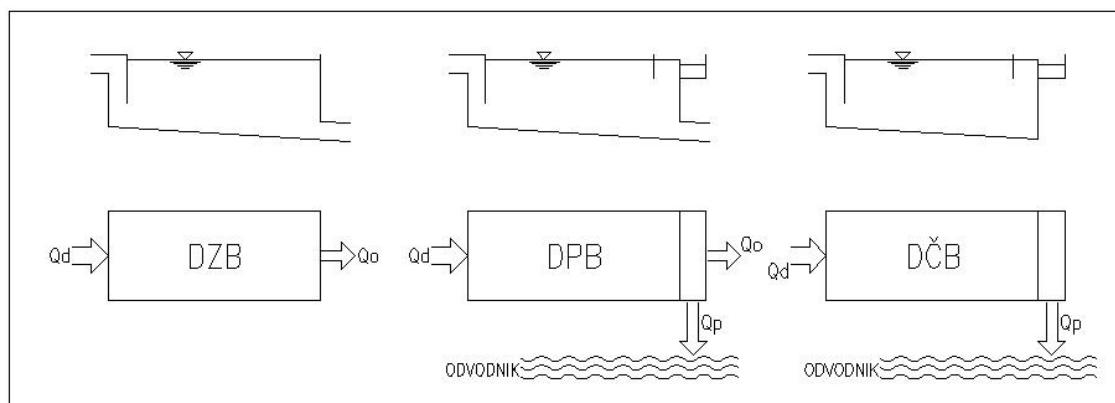 Qd DZB Qo
Qd DPB Qo
Qp
ODVODNIK
Qd DČB
Qp
ODVODNIK